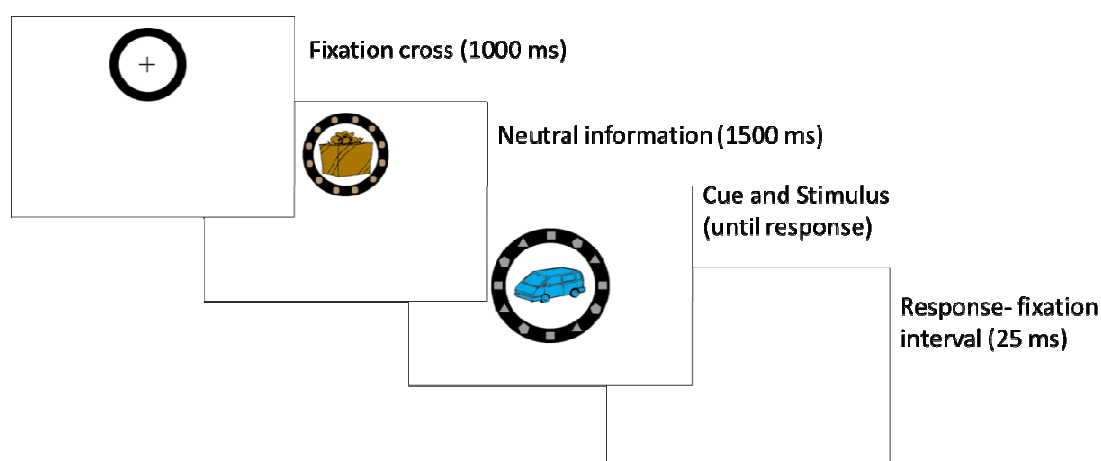 Fixation cross (1000 ms)
Neutral information (1500 ms)
Cue and Stimulus
(until response)
Response- fixation
interval (25 ms)